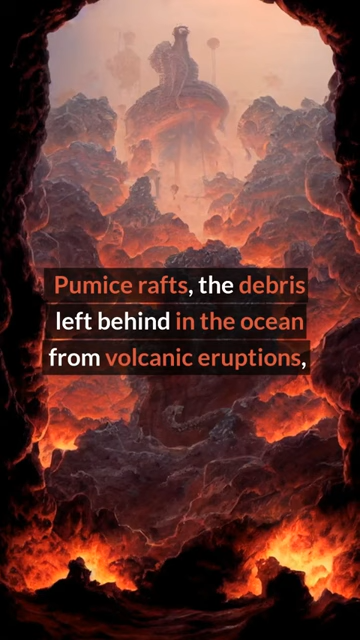 Pumice rafts, the debris
left behind in the ocean
from volcanic eruptions,